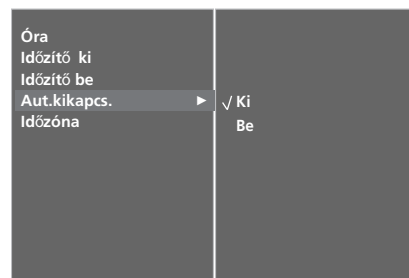 Óra
Időzítő ki
Időzítő be
Aut.kikapcs. ►
Időzóna
√ Ki
Be